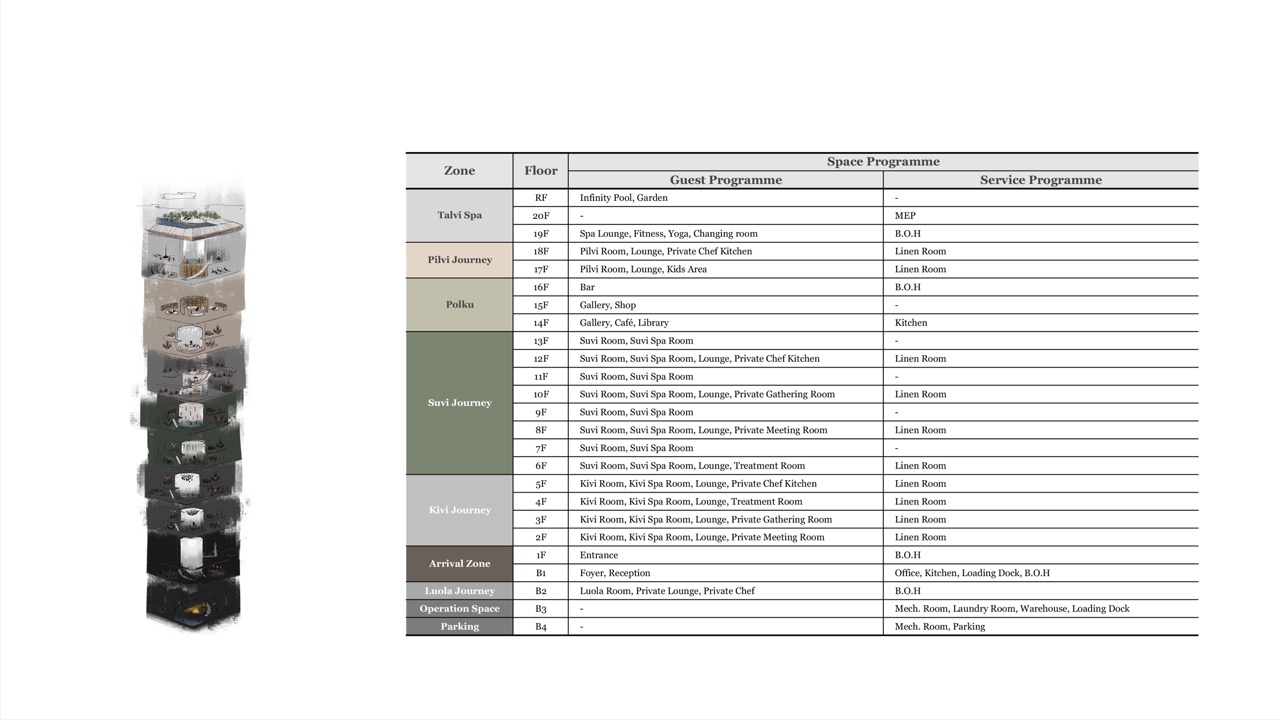 Zone Floor Space Programme
Guest Programme Service Programme
Talvi Spa
RF Infinity Pool, Garden -
20F - MEP
19F Spa Lounge, Fitness, Yoga, Changing room B.O.H
Pilvi Journey
18F Pilvi Room, Lounge, Private Chef Kitchen Linen Room
17F Pilvi Room, Lounge, Kids Area Linen Room
Polku
16F Bar B.O.H
15F Gallery, Shop -
14F Gallery, Café, Library Kitchen
Suvi Journey
13F Suvi Room, Suvi Spa Room -
12F Suvi Room, Suvi Spa Room, Lounge, Private Chef Kitchen Linen Room
11F Suvi Room, Suvi Spa Room -
10F Suvi Room, Suvi Spa Room, Lounge, Private Gathering Room Linen Room
9F Suvi Room, Suvi Spa Room -
8F Suvi Room, Suvi Spa Room, Lounge, Private Meeting Room Linen Room
7F Suvi Room, Suvi Spa Room -
6F Suvi Room, Suvi Spa Room, Lounge, Treatment Room Linen Room
Kivi Journey
5F Kivi Room, Kivi Spa Room, Lounge, Private Chef Kitchen Linen Room
4F Kivi Room, Kivi Spa Room, Lounge, Treatment Room Linen Room
3F Kivi Room, Kivi Spa Room, Lounge, Private Gathering Room Linen Room
2F Kivi Room, Kivi Spa Room, Lounge, Private Meeting Room Linen Room
Arrival Zone
1F Entrance B.O.H
B1 Foyer, Reception Office, Kitchen, Loading Dock, B.O.H
Luola Journey B2 Luola Room, Private Lounge, Private Chef B.O.H
Operation Space B3 - Mech. Room, Laundry Room, Warehouse, Loading Dock
Parking B4 - Mech. Room, Parking